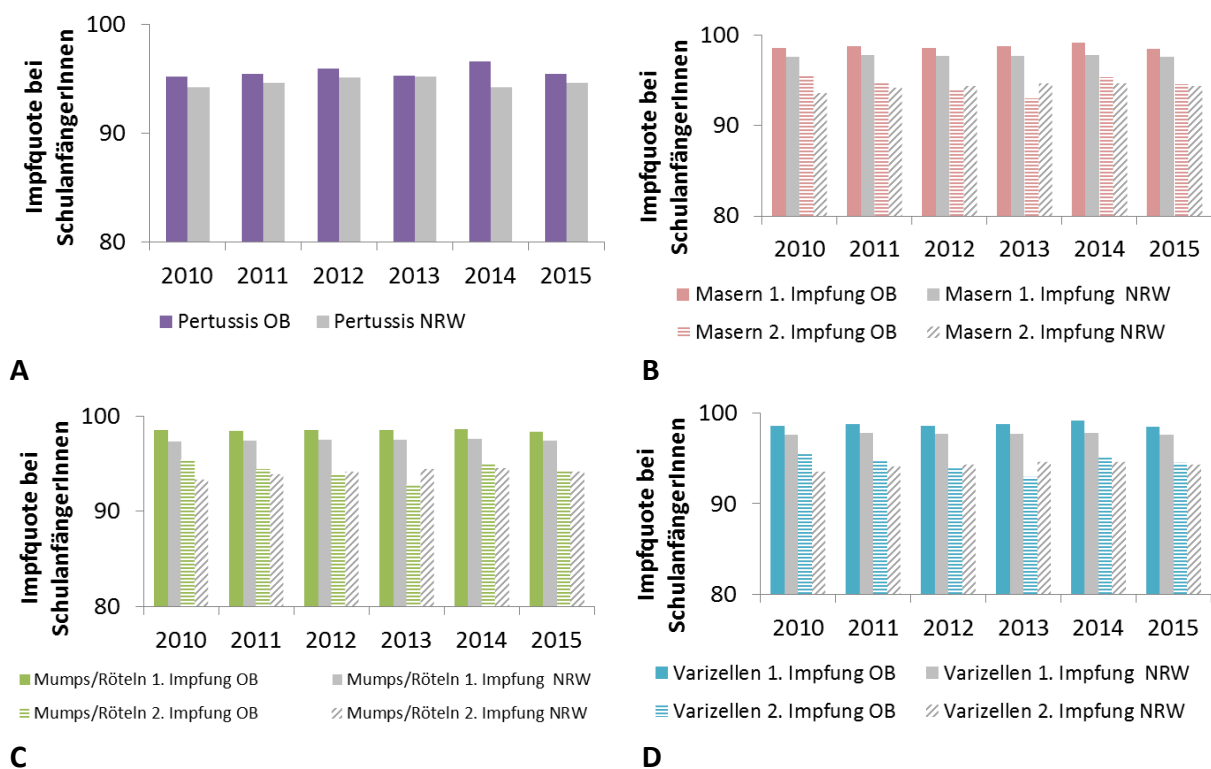 Impfquote bei
SchulanfängerInnen
100
90
80
2010 2011 2012 2013 2014 2015
Pertussis OB Pertussis NRW
A
Impfquote bei
SchulanfängerInnen
100
90
80
2010 2011 2012 2013 2014 2015
Masern 1. Impfung OB Masern 1. Impfung NRW
Masern 2. Impfung OB Masern 2. Impfung NRW
B
Impfquote bei
SchulanfängerInnen
100
90
80
2010 2011 2012 2013 2014 2015
Mumps/Röteln 1. Impfung OB Mumps/Röteln 1. Impfung NRW
Mumps/Röteln 2. Impfung OB Mumps/Röteln 2. Impfung NRW
C
Impfquote bei
SchulanfängerInnen
100
90
80
2010 2011 2012 2013 2014 2015
Varizellen 1. Impfung OB Varizellen 1. Impfung NRW
Varizellen 2. Impfung OB Varizellen 2. Impfung NRW
D